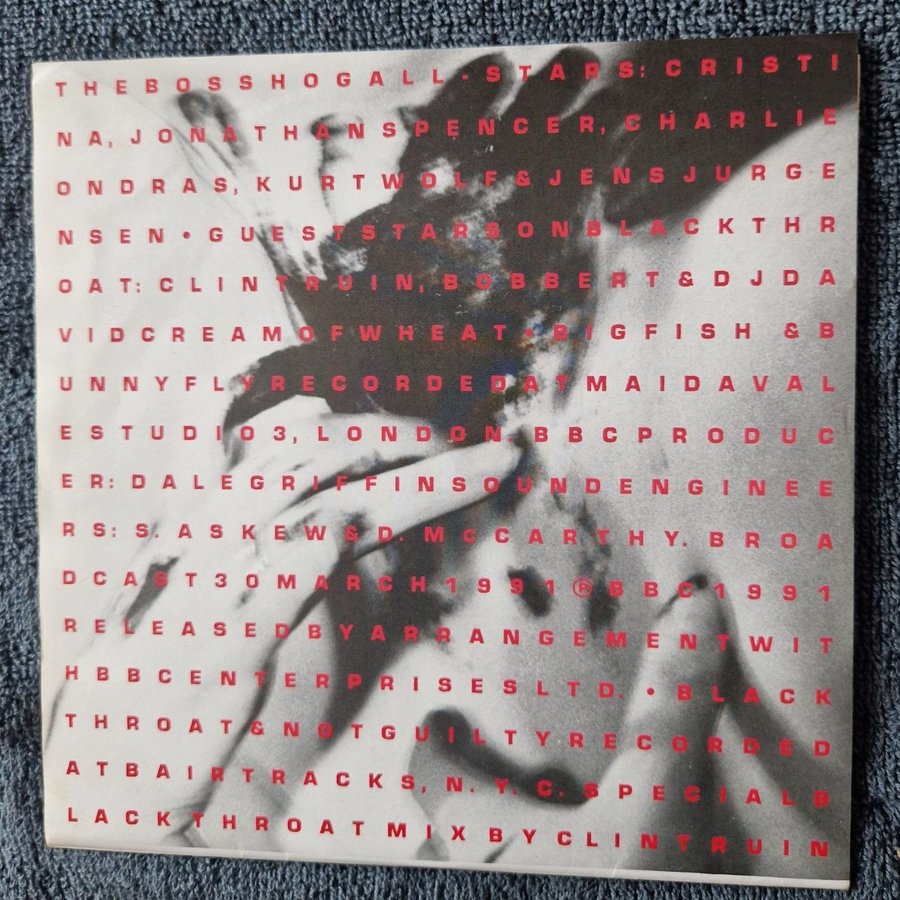 THEBOSSHOGALL-STARS:CRISTI
NA,JONATHANSPENCER,CHARLIE
ONDRAS,KURTWOLF&JENSJURGE
NSEN•GUESTSTARSONBLACKTHR
OAT:CLINTRUIN,BOBBERT&DJDA
VIDCREAMOFWHEAT•BIGFISH &B
UNNYFLYRECORDEDATMAIDAVAL
ESTUDIO3,LONDON.BBCPRODUC
ER:DALEGRIFFINSOUNDENGINEE
RS:S.ASKEW&D.MCCARTHY.BROA
DCAST30MARCH1991℗BBC1991
RELEASEDBYARRANGEMENTWIT
HBBCENTERPRISESLTD.•BLACK
THROAT&NOTGUILTYRECORDED
ATBAIRTRACKS,N.Y.C.SPECIALB
LACKTHROATMIXBYCLINTRUIN